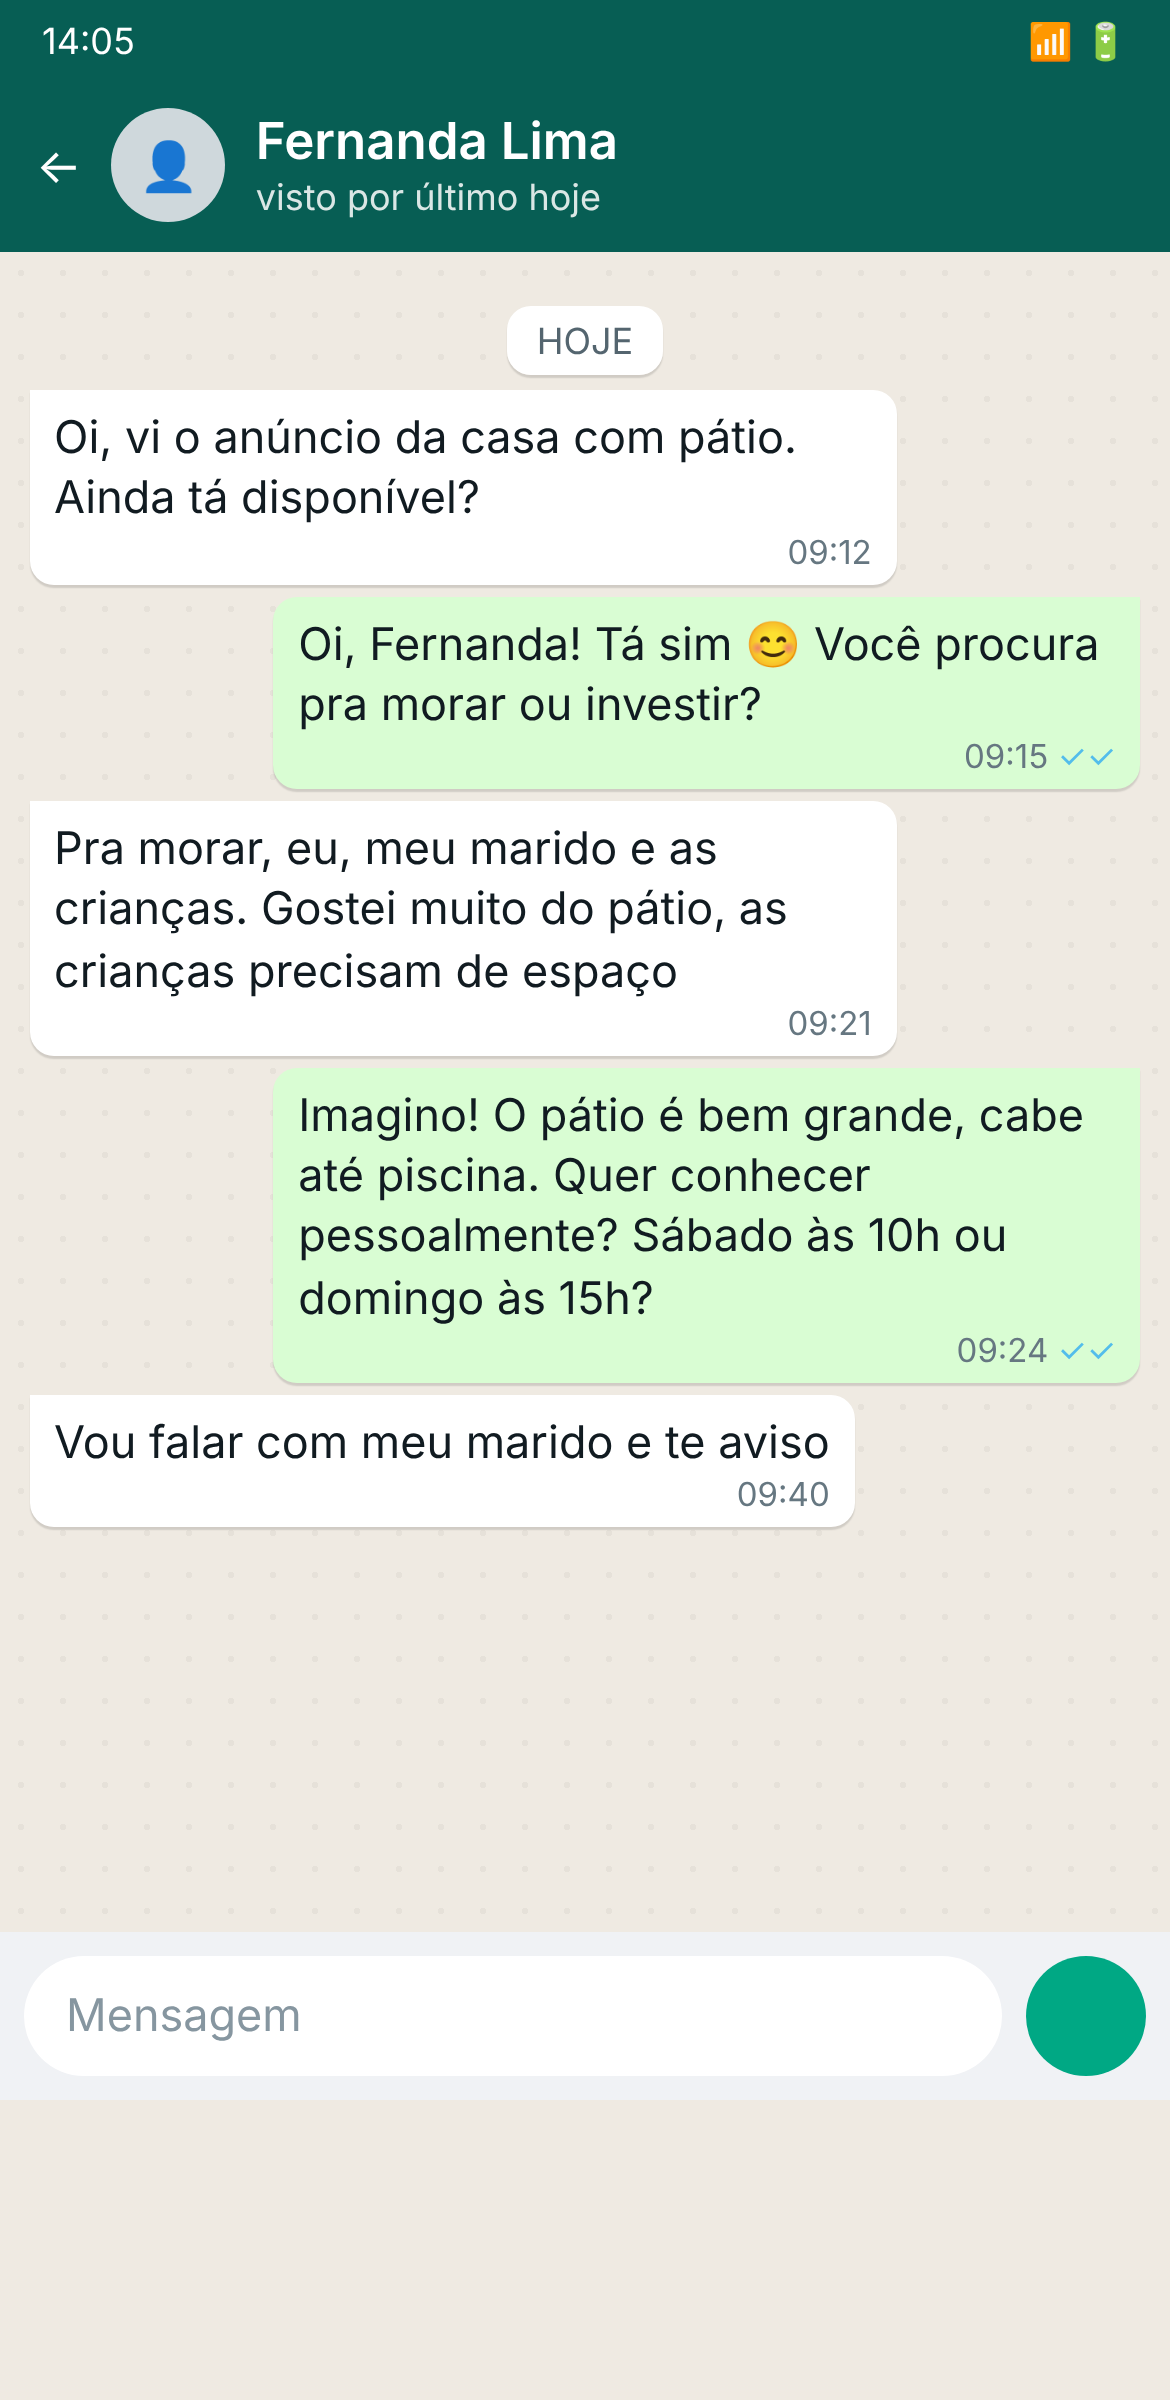 14:05
Fernanda Lima
visto por último hoje
HOJE
Oi, vi o anúncio da casa com pátio.
Ainda tá disponível?
09:12
Oi, Fernanda! Tá sim 😊 Você procura
pra morar ou investir?
09:15
Pra morar, eu, meu marido e as
crianças. Gostei muito do pátio, as
crianças precisam de espaço
09:21
Imagino! O pátio é bem grande, cabe
até piscina. Quer conhecer
pessoalmente? Sábado às 10h ou
domingo às 15h?
09:24
Vou falar com meu marido e te aviso
09:40
Mensagem